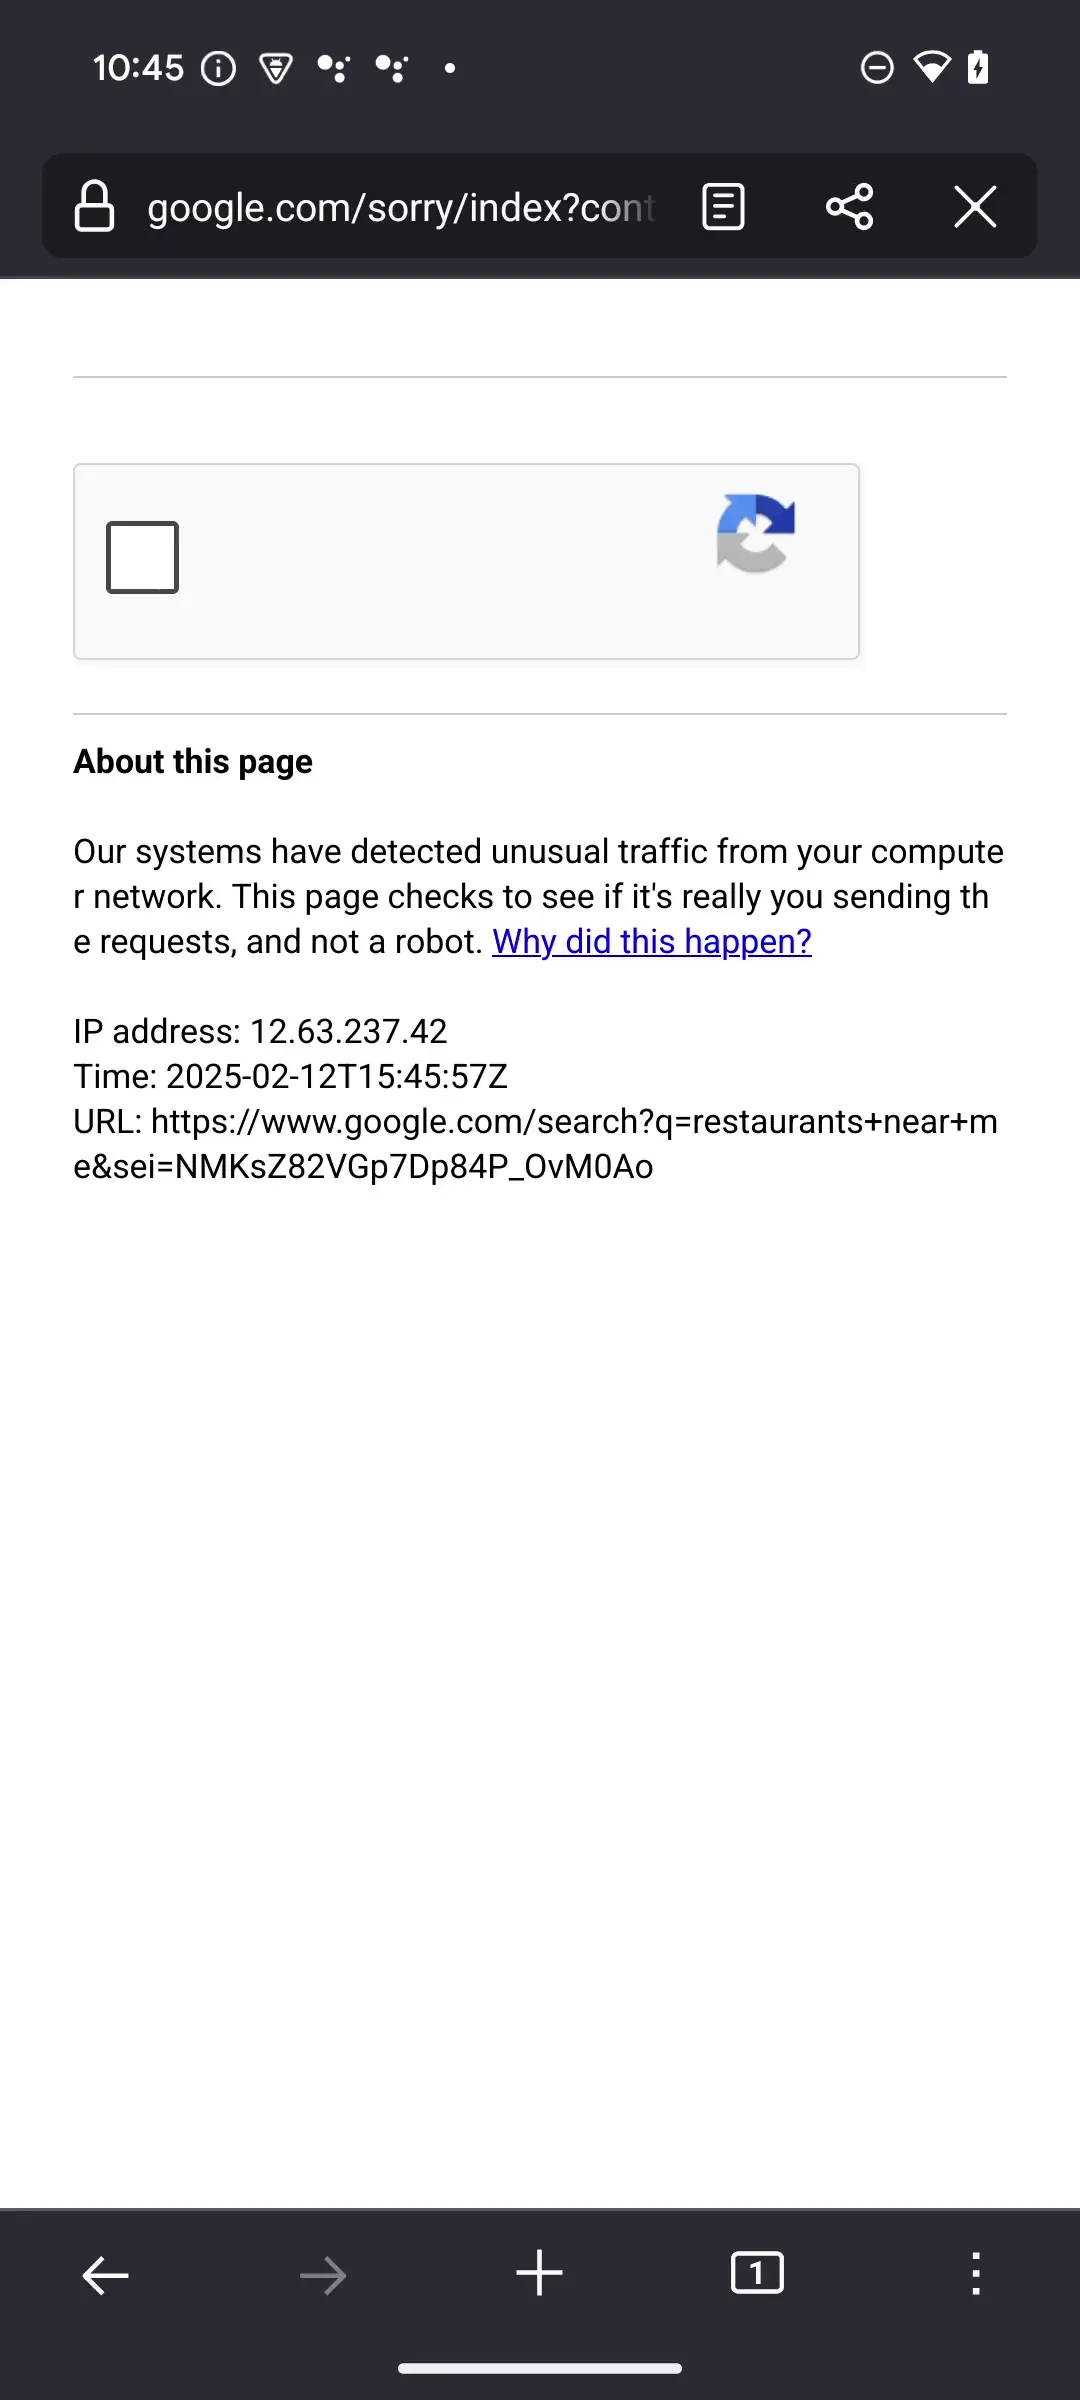 10:45
google.com/sorry/index?cont
About this page
Our systems have detected unusual traffic from your compute
r network. This page checks to see if it's really you sending th
e requests, and not a robot. Why did this happen?
IP address: 12.63.237.42
Time: 2025-02-12T15:45:57Z
URL: https://www.google.com/search?q=restaurants+near+m
e&sei=NMKsZ82VGp7Dp84P_OvM0Ao
1